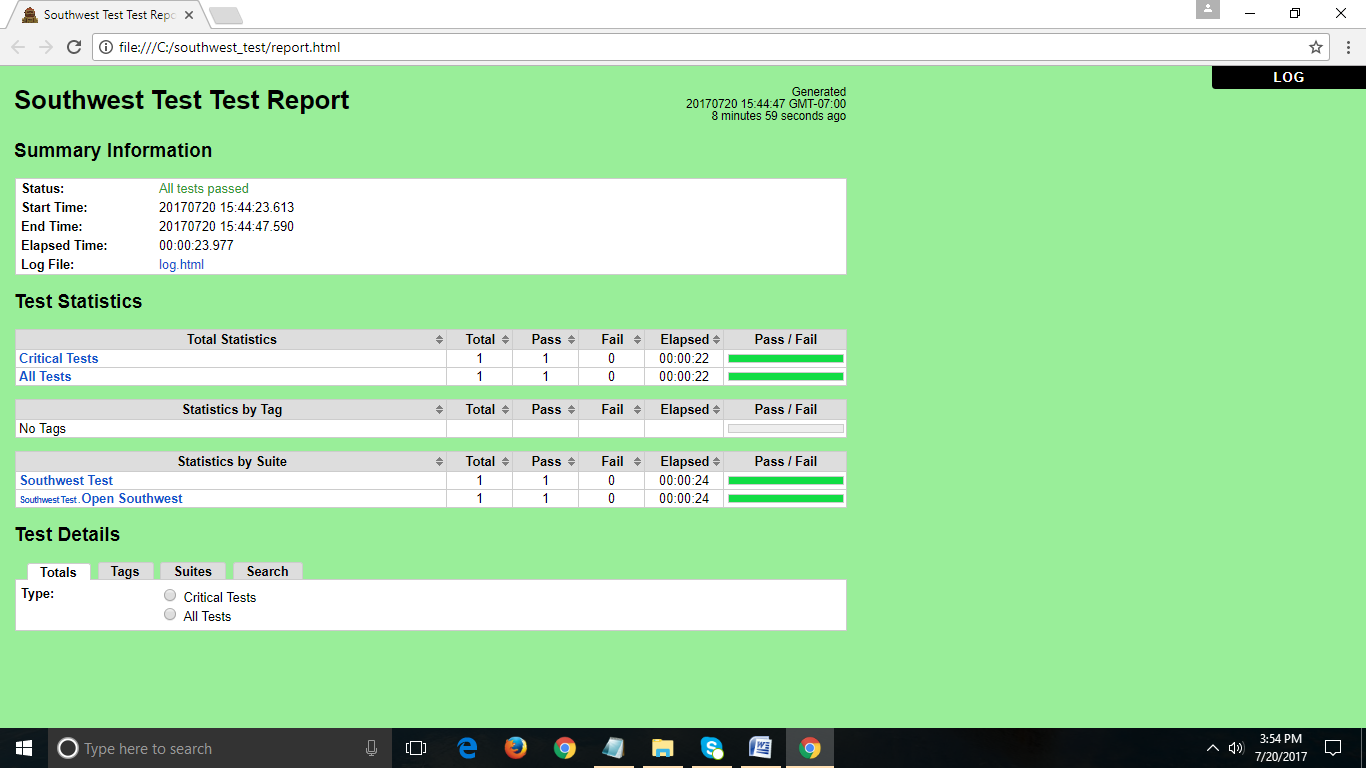 Southwest Test Test Repo
file:///C:/southwest_test/report.html
LOG
Southwest Test Test Report
Generated
20170720 15:44:47 GMT-07:00
8 minutes 59 seconds ago
Summary Information
Status: All tests passed
Start Time: 20170720 15:44:23.613
End Time: 20170720 15:44:47.590
Elapsed Time: 00:00:23.977
Log File: log.html
Test Statistics
Total Statistics Total Pass Fail Elapsed Pass / Fail
Critical Tests 1 1 0 00:00:22
All Tests 1 1 0 00:00:22
Statistics by Tag Total Pass Fail Elapsed Pass / Fail
No Tags
Statistics by Suite Total Pass Fail Elapsed Pass / Fail
Southwest Test 1 1 0 00:00:24
Southwest Test . Open Southwest 1 1 0 00:00:24
Test Details
Totals Tags Suites Search
Type: Critical Tests
All Tests
Type here to search
3:54 PM
7/20/2017